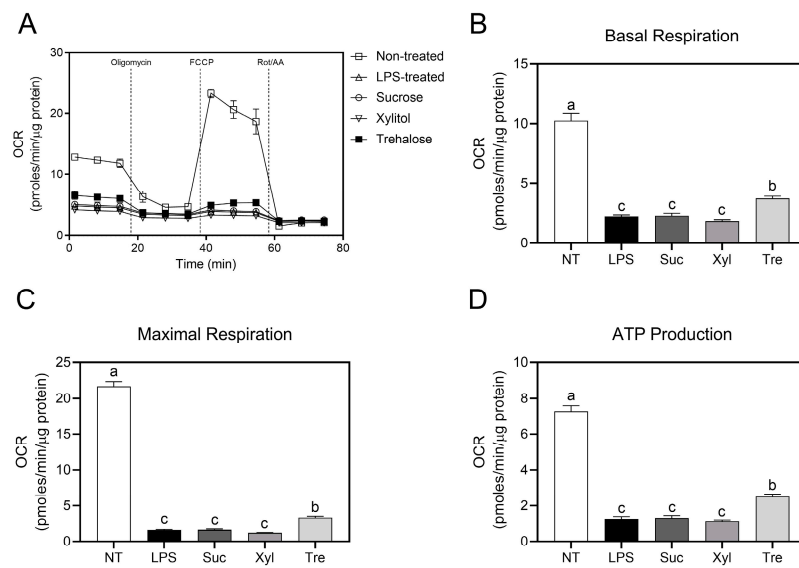 A
30
20
10
0
OCR
(pmoles/min/μg protein)
Oligomycin
FCCP
Rot/AA
0
20
40
60
80
Time (min)
Non-treated
LPS-treated
Sucrose
Xylitol
Trehalose
B
Basal Respiration
15
10
5
0
OCR
(pmoles/min/μg protein)
a
c
c
c
b
NT
LPS
Suc
Xyl
Tre
C
Maximal Respiration
25
20
15
10
5
0
OCR
(pmoles/min/μg protein)
a
c
c
c
b
NT
LPS
Suc
Xyl
Tre
D
ATP Production
8
6
4
2
0
OCR
(pmoles/min/μg protein)
a
c
c
c
b
NT
LPS
Suc
Xyl
Tre